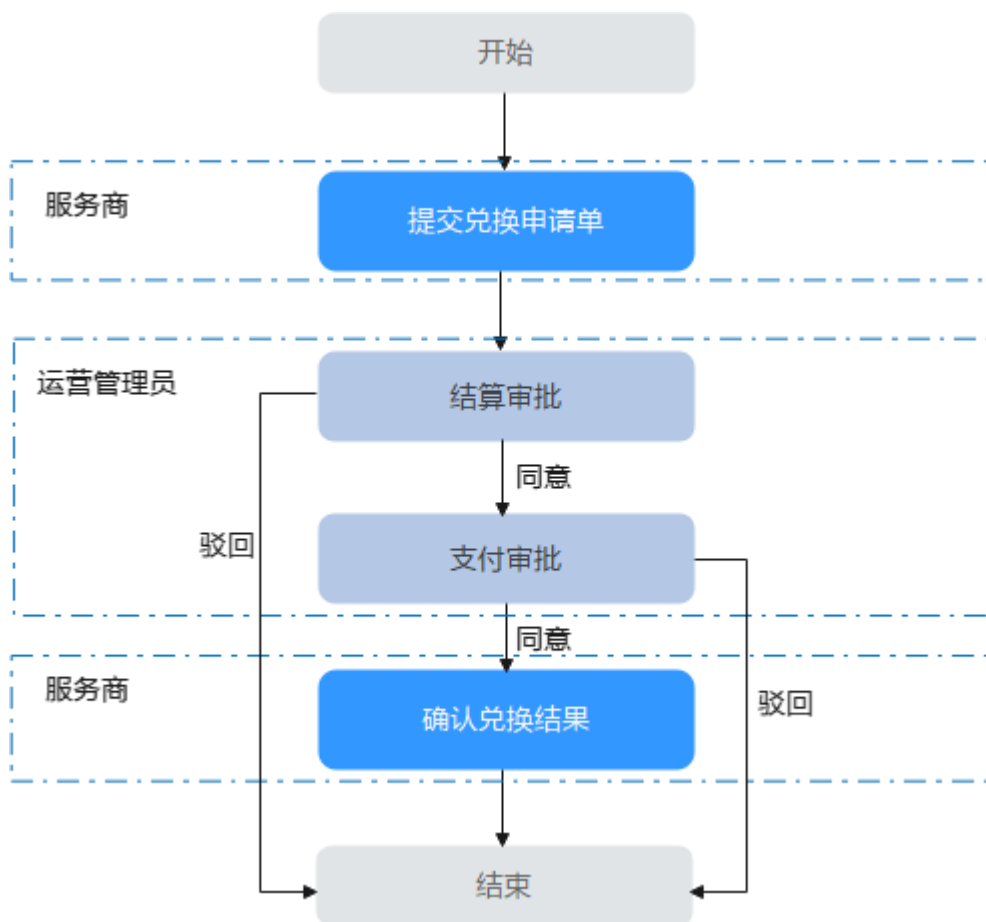 开始
服务商
提交兑换申请单
运营管理员
结算审批
同意
驳回
支付审批
同意
服务商
驳回
确认兑换结果
结束